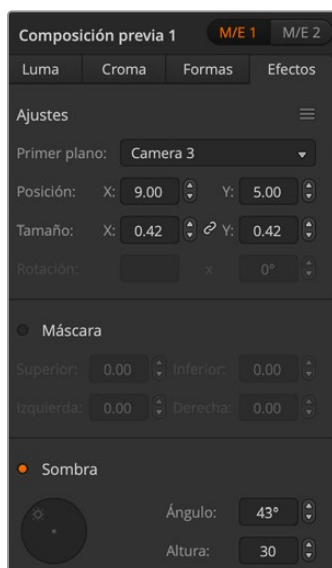 Composición previa 1 M/E 1 M/E 2
Luma Croma Formas Efectos
Ajustes
Primer plano: Camera 3
Posición: X: 9.00 Y: 5.00
Tamaño: X: 0.42 Y: 0.42
Rotación: x 0°
Máscara
Superior: 0.00 Inferior: 0.00
Izquierda: 0.00 Derecha: 0.00
Sombra
Ángulo: 43°
Altura: 30